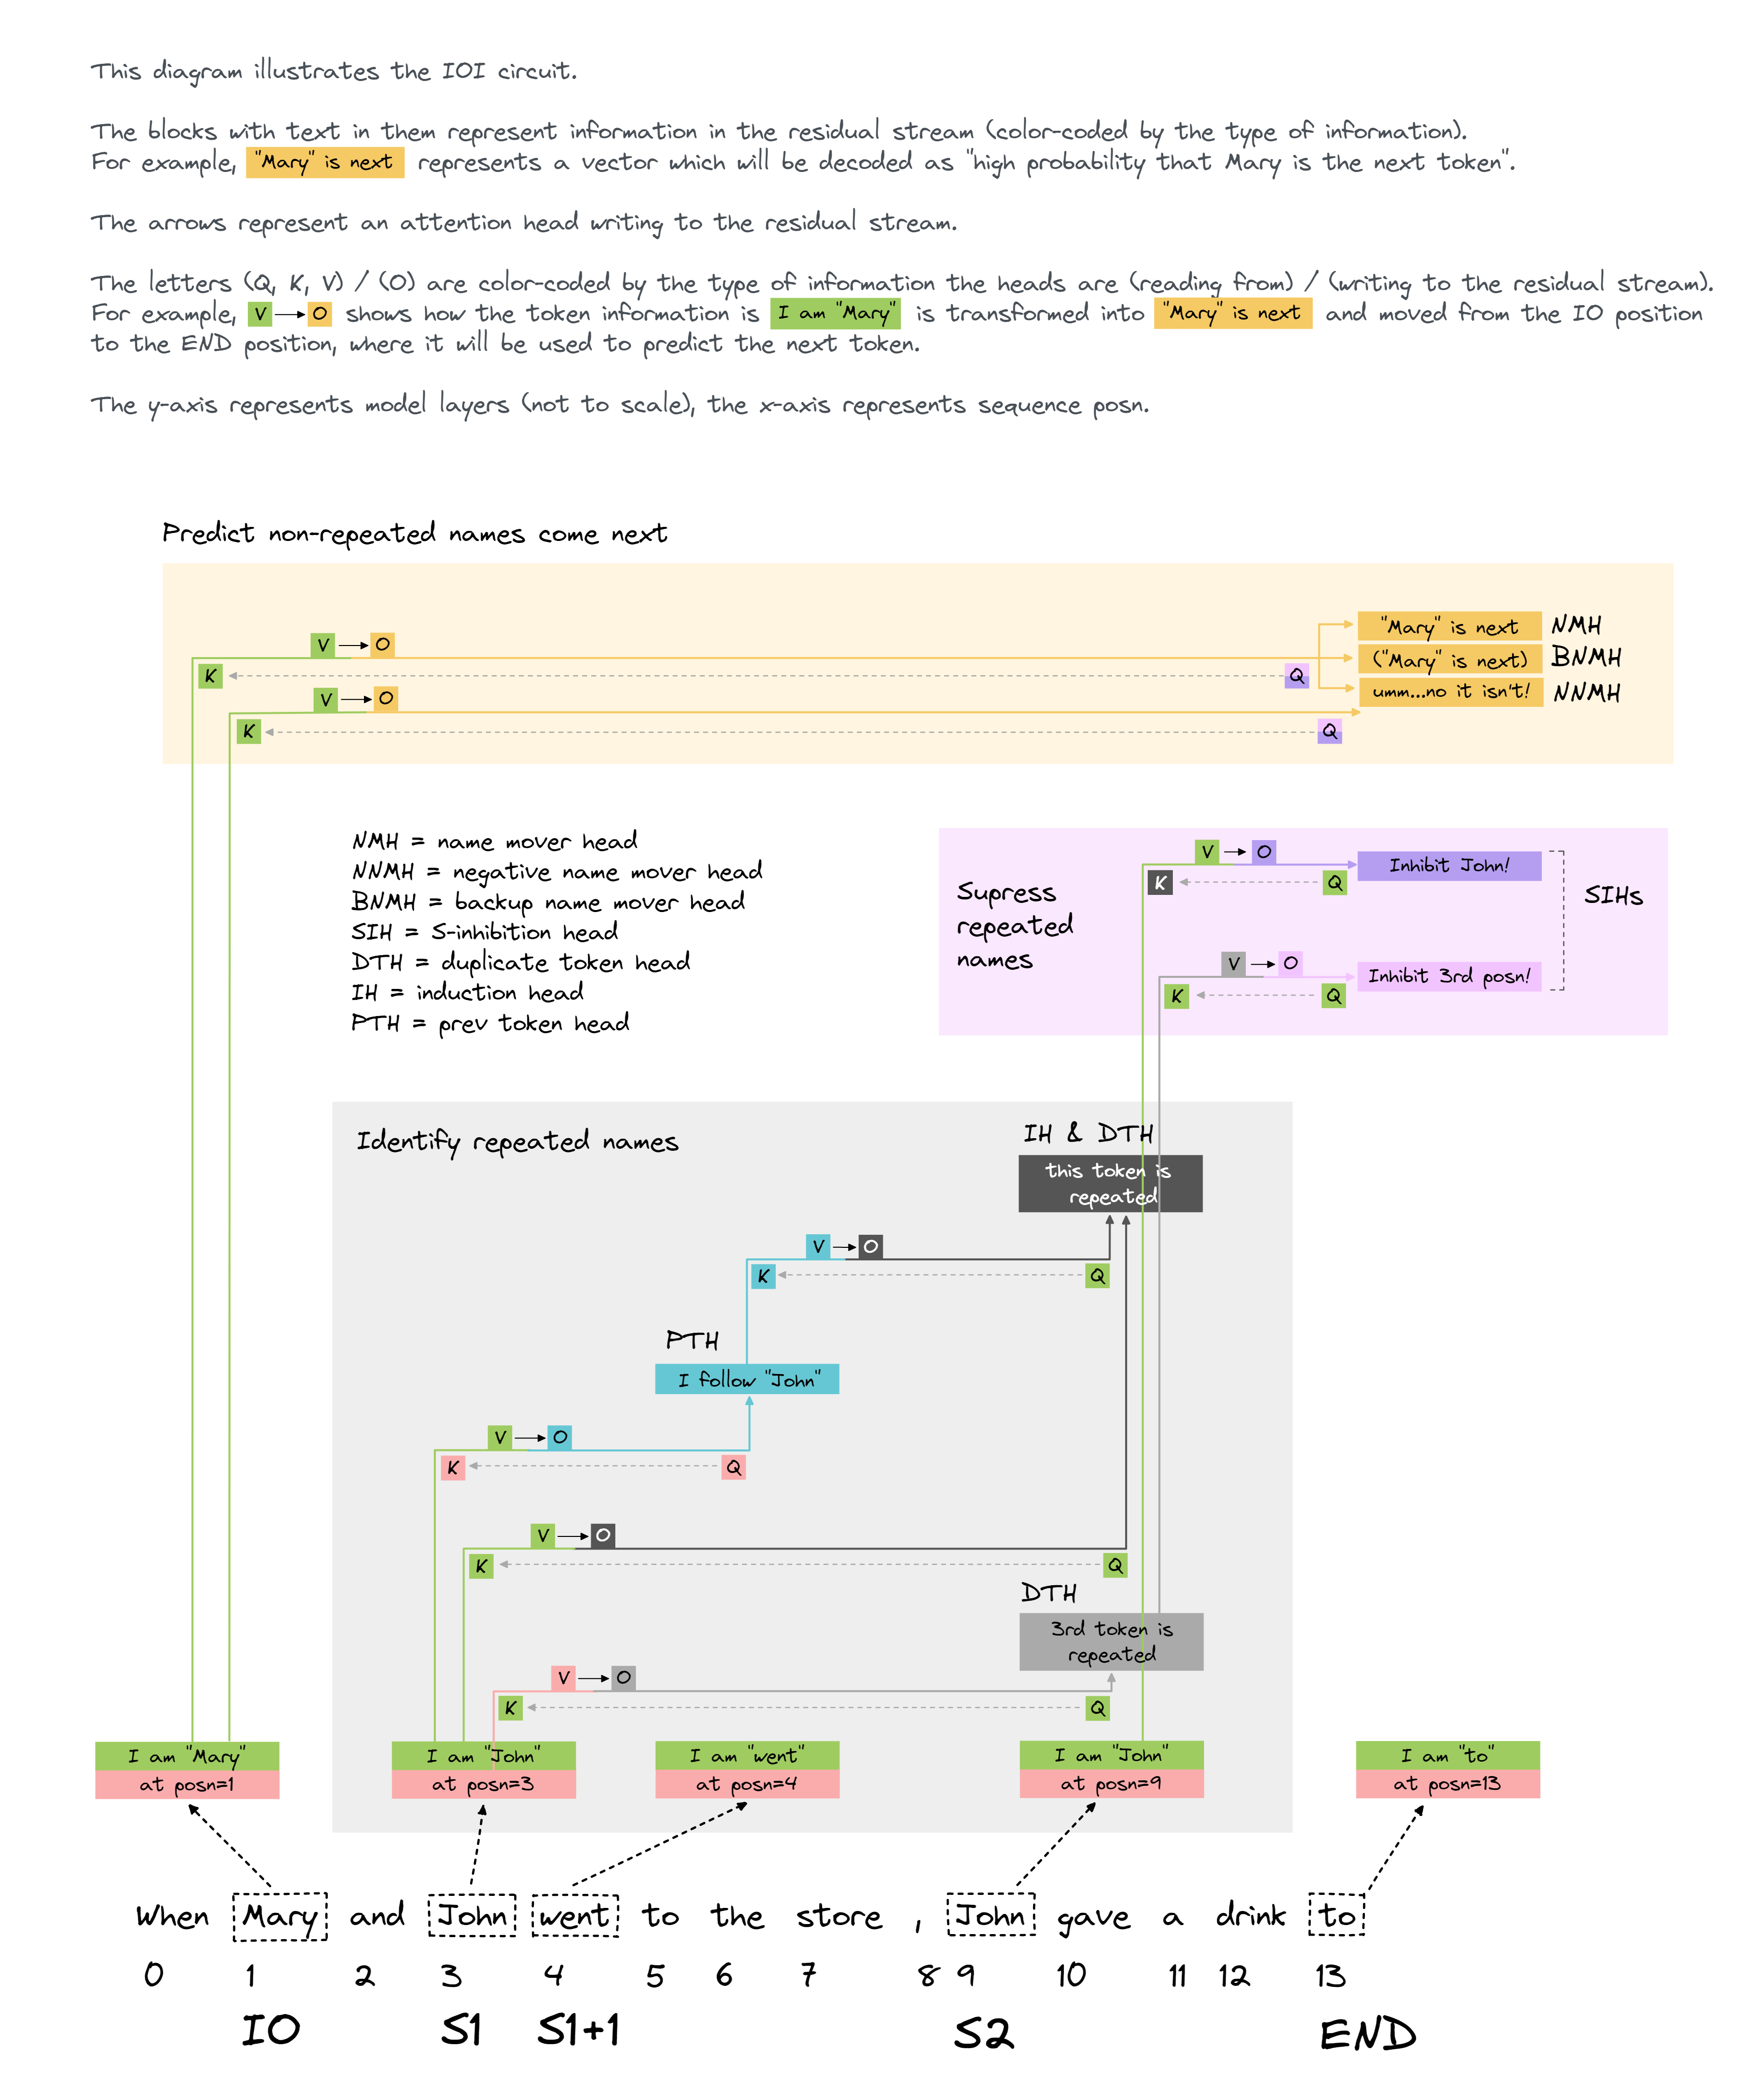 This diagram illustrates the IOI circuit.
The blocks with text in them represent information in the residual stream (color-coded by the type of information).
For example, "Mary" is next represents a vector which will be decoded as "high probability that Mary is the next token".
The arrows represent an attention head writing to the residual stream.
The letters (Q, K, V) / (O) are color-coded by the type of information the heads are (reading from) / (writing to the residual stream).
For example, V O shows how the token information is I am "Mary" is transformed into "Mary" is next and moved from the IO position
to the END position, where it will be used to predict the next token.
The y-axis represents model layers (not to scale), the x-axis represents sequence posn.
Predict non-repeated names come next
"Mary" is next NMH
V O
("Mary" is next) BNMH
K Q
umm...no it isn't! NNMH
V O
K Q
NMH = name mover head
NNMH = negative name mover head
BNMH = backup name mover head
SIH = S-inhibition head
DTH = duplicate token head
IH = induction head
PTH = prev token head
Supress
repeated
names
V O
Inhibit John!
K Q
SIHs
V O
Inhibit 3rd posn!
K Q
Identify repeated names
IH & DTH
this token is
repeated
V O
K Q
PTH
I follow "John"
V O
K Q
V O
K Q
DTH
3rd token is
repeated
V O
K Q
I am "Mary" I am "John" I am "went" I am "John" I am "to"
at posn=1 at posn=3 at posn=4 at posn=9 at posn=13
When Mary and John went to the store , John gave a drink to
0 1 2 3 4 5 6 7 8 9 10 11 12 13
IO S1 S1+1 S2 END